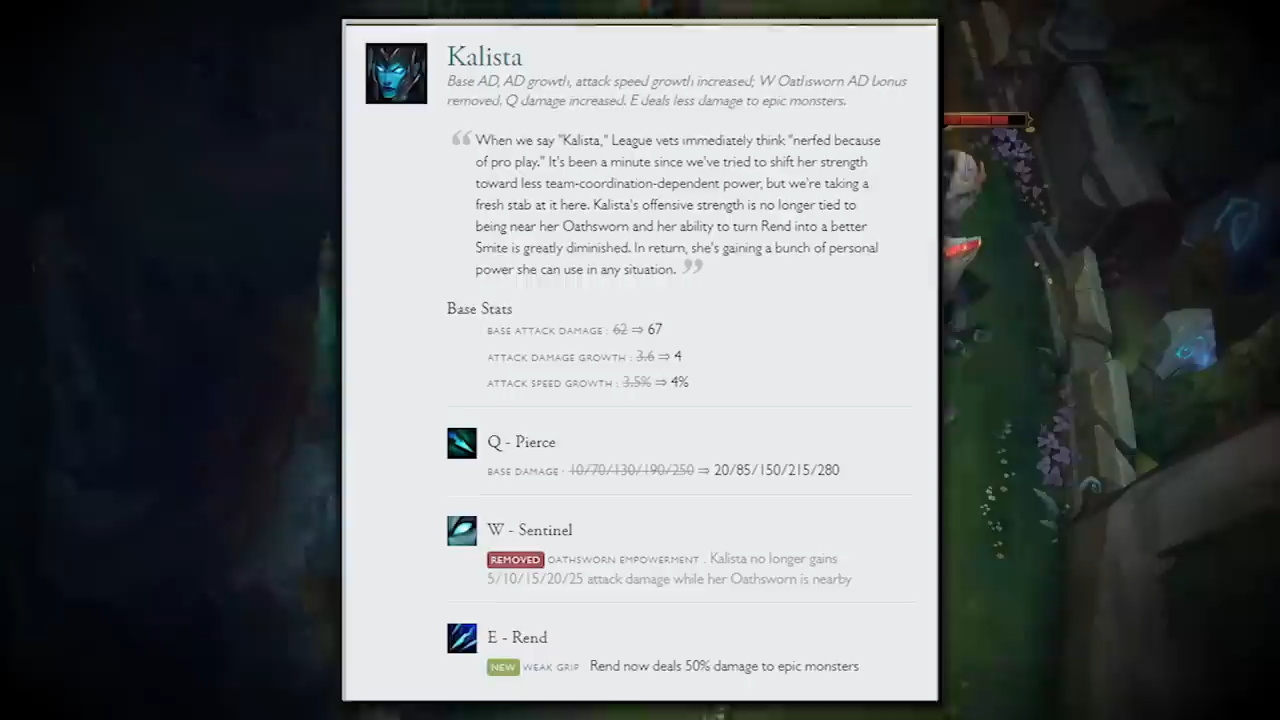 Kalista
Base AD, AD growth, attack speed growth increased; W Oathsworn AD bonus
removed. Q damage increased. E deals less damage to epic monsters.
“ When we say "Kalista," League vets immediately think "nerfed because
of pro play." It's been a minute since we've tried to shift her strength
toward less team-coordination-dependent power, but we're taking a
fresh stab at it here. Kalista's offensive strength is no longer tied to
being near her Oathsworn and her ability to turn Rend into a better
Smite is greatly diminished. In return, she's gaining a bunch of personal
power she can use in any situation. ”
Base Stats
BASE ATTACK DAMAGE : 62 ⇒ 67
ATTACK DAMAGE GROWTH : 3.6 ⇒ 4
ATTACK SPEED GROWTH : 3.5% ⇒ 4%
Q - Pierce
BASE DAMAGE : 10/70/130/190/250 ⇒ 20/85/150/215/280
W - Sentinel
REMOVED OATHSWORN EMPOWERMENT : Kalista no longer gains
5/10/15/20/25 attack damage while her Oathsworn is nearby
E - Rend
NEW WEAK GRIP Rend now deals 50% damage to epic monsters